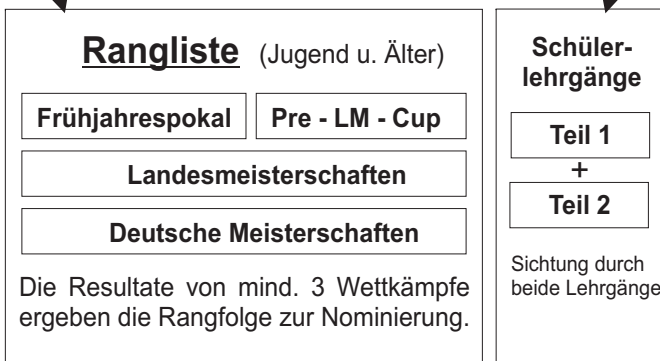 Rangliste (Jugend u. Älter)
Frühjahrespokal
Pre - LM - Cup
Landesmeisterschaften
Deutsche Meisterschaften
Die Resultate von mind. 3 Wettkämpfe
ergeben die Rangfolge zur Nominierung.
Schüler-
lehrgänge
Teil 1
+
Teil 2
Sichtung durch
beide Lehrgänge